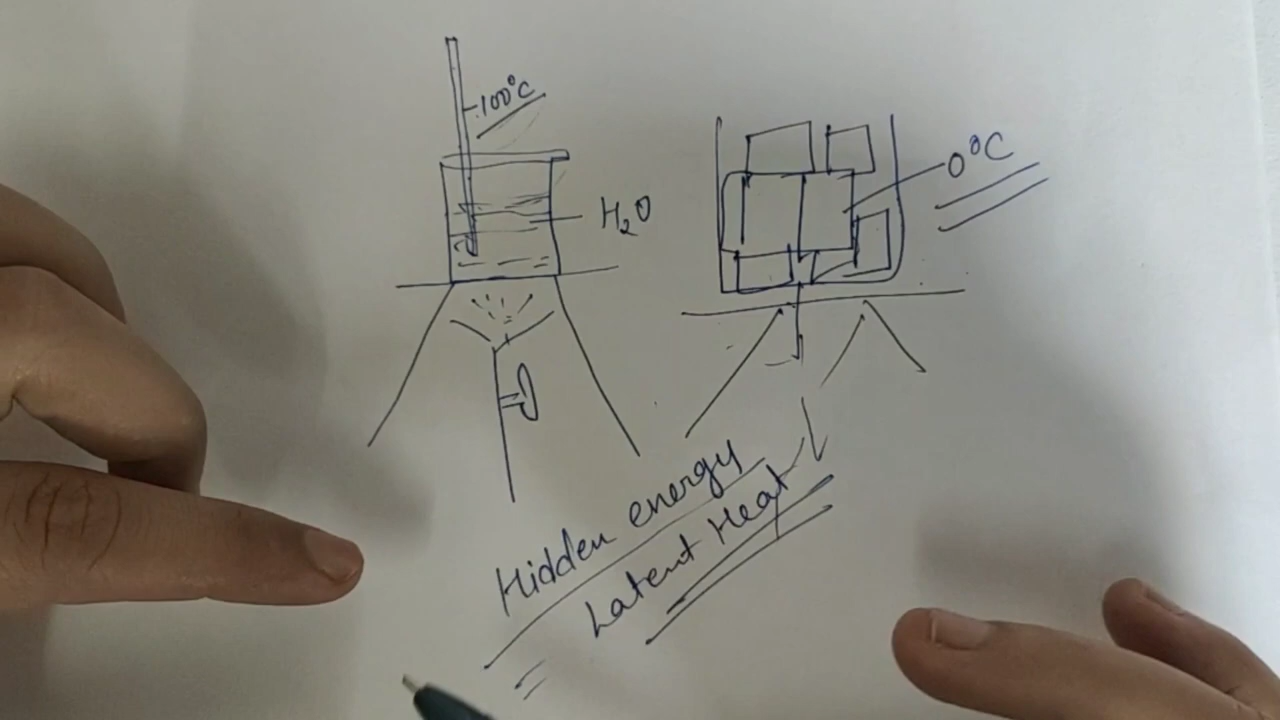 100°C
H₂O
0°C
Hidden energy
Latent Heat